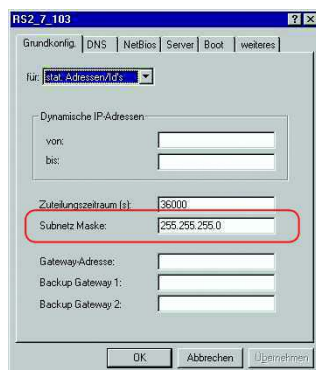 RS2_7_103
Grundkonfig. DNS NetBios Server Boot weiteres
für: stat. Adressen/Id's
Dynamische IP-Adressen
von:
bis:
Zuteilungszeitraum (s): 36000
Subnetz Maske: 255.255.255.0
Gateway-Adresse:
Backup Gateway 1:
Backup Gateway 2:
OK Abbrechen Übernehmen